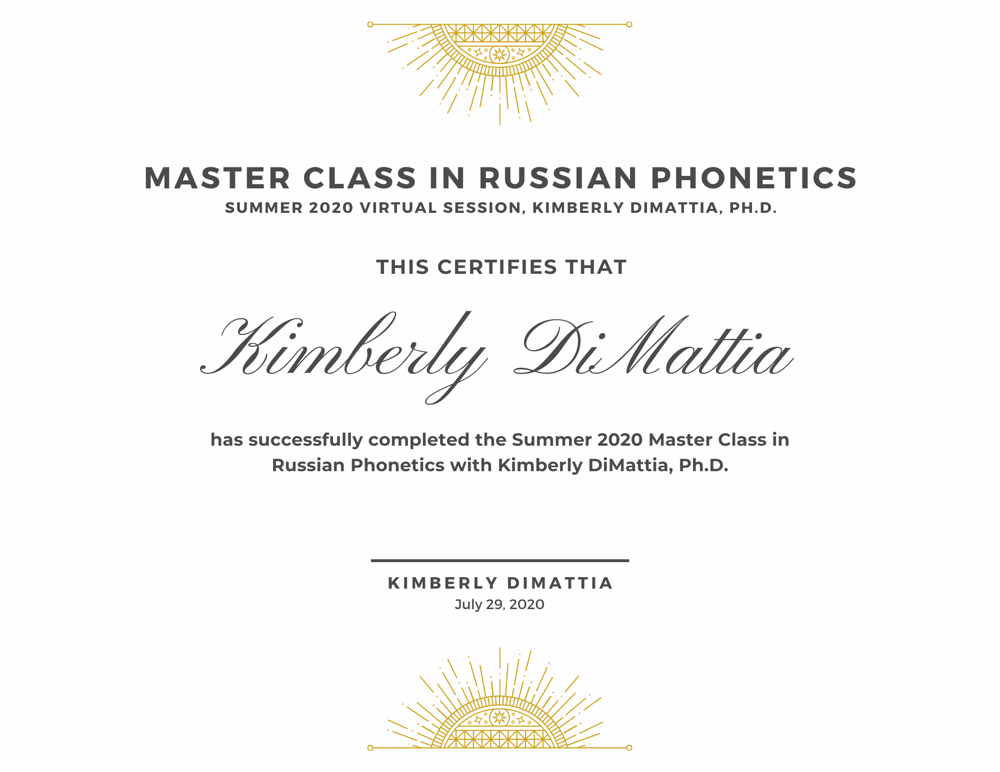 MASTER CLASS IN RUSSIAN PHONETICS
SUMMER 2020 VIRTUAL SESSION, KIMBERLY DIMATTIA, PH.D.
THIS CERTIFIES THAT
Kimberly DiMattia
has successfully completed the Summer 2020 Master Class in
Russian Phonetics with Kimberly DiMattia, Ph.D.
KIMBERLY DIMATTIA
July 29, 2020